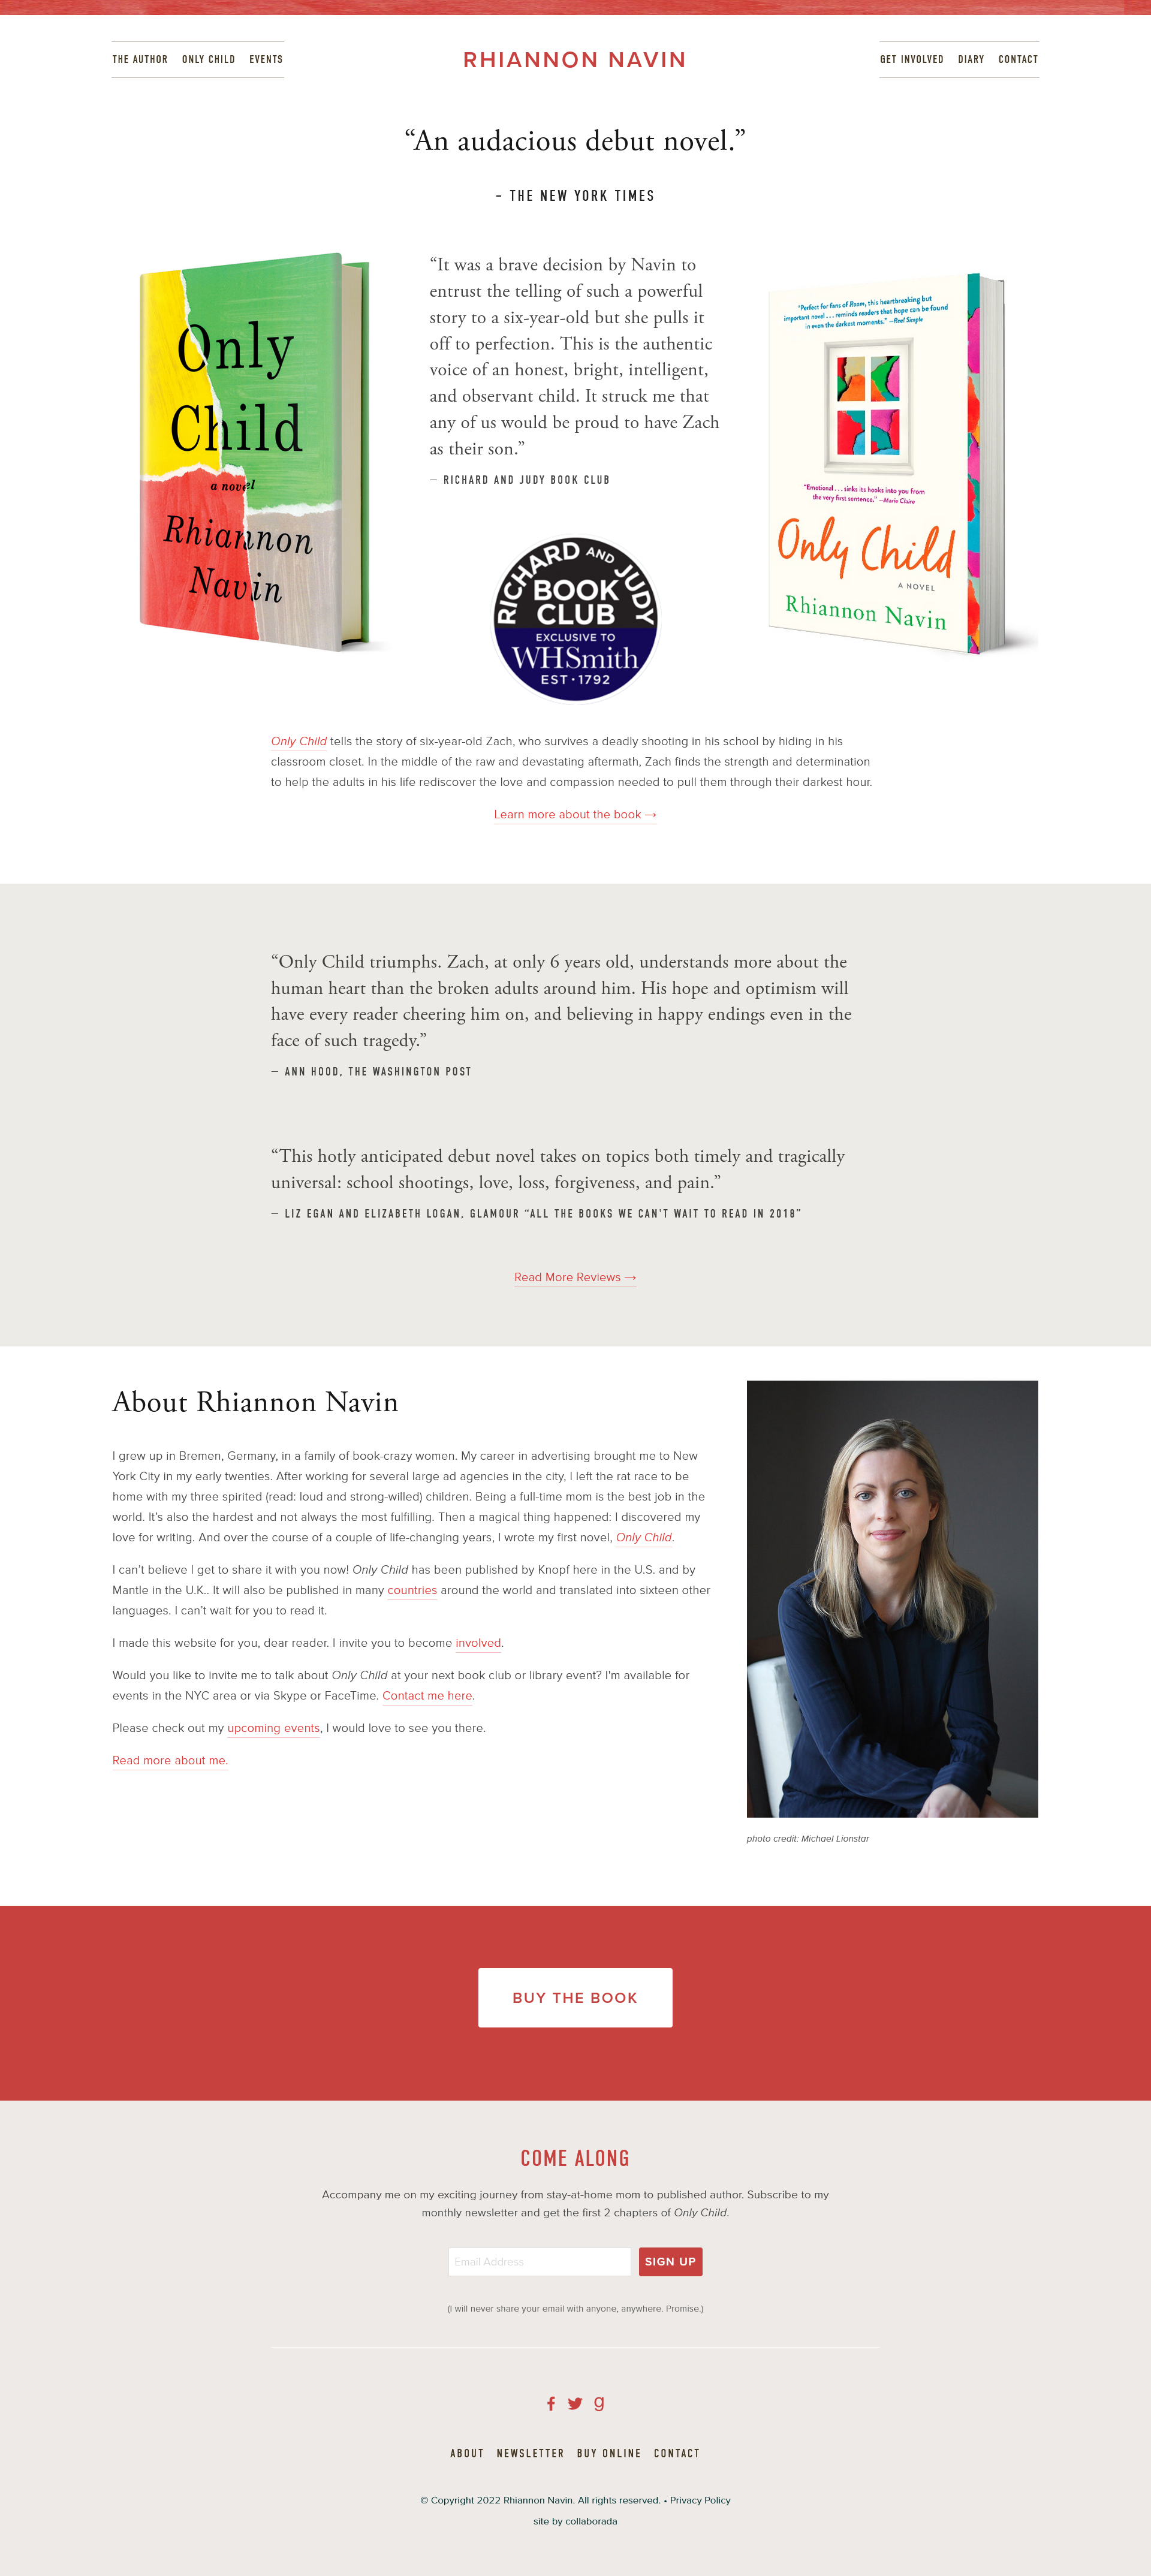 THE AUTHOR ONLY CHILD EVENTS
RHIANNON NAVIN
GET INVOLVED DIARY CONTACT
“An audacious debut novel.”
– THE NEW YORK TIMES
Only
Child
a novel
Rhiannon
Navin
“It was a brave decision by Navin to
entrust the telling of such a powerful
story to a six-year-old but she pulls it
off to perfection. This is the authentic
voice of an honest, bright, intelligent,
and observant child. It struck me that
any of us would be proud to have Zach
as their son.”
— RICHARD AND JUDY BOOK CLUB
RICHARD AND JUDY
BOOK
CLUB
EXCLUSIVE TO
WHSmith
EST • 1792
“Perfect for fans of Room, this heartbreaking but
important novel . . . reminds readers that hope can be found
in even the darkest moments.” —Real Simple
“Emotional . . . sinks its hooks into you from
the very first sentence.” —Marie Claire
Only Child
A NOVEL
Rhiannon Navin
Only Child tells the story of six-year-old Zach, who survives a deadly shooting in his school by hiding in his
classroom closet. In the middle of the raw and devastating aftermath, Zach finds the strength and determination
to help the adults in his life rediscover the love and compassion needed to pull them through their darkest hour.
Learn more about the book →
“Only Child triumphs. Zach, at only 6 years old, understands more about the
human heart than the broken adults around him. His hope and optimism will
have every reader cheering him on, and believing in happy endings even in the
face of such tragedy.”
— ANN HOOD, THE WASHINGTON POST
“This hotly anticipated debut novel takes on topics both timely and tragically
universal: school shootings, love, loss, forgiveness, and pain.”
— LIZ EGAN AND ELIZABETH LOGAN, GLAMOUR “ALL THE BOOKS WE CAN'T WAIT TO READ IN 2018”
Read More Reviews →
About Rhiannon Navin
I grew up in Bremen, Germany, in a family of book-crazy women. My career in advertising brought me to New
York City in my early twenties. After working for several large ad agencies in the city, I left the rat race to be
home with my three spirited (read: loud and strong-willed) children. Being a full-time mom is the best job in the
world. It’s also the hardest and not always the most fulfilling. Then a magical thing happened: I discovered my
love for writing. And over the course of a couple of life-changing years, I wrote my first novel, Only Child.
I can’t believe I get to share it with you now! Only Child has been published by Knopf here in the U.S. and by
Mantle in the U.K.. It will also be published in many countries around the world and translated into sixteen other
languages. I can’t wait for you to read it.
I made this website for you, dear reader. I invite you to become involved.
Would you like to invite me to talk about Only Child at your next book club or library event? I'm available for
events in the NYC area or via Skype or FaceTime. Contact me here.
Please check out my upcoming events, I would love to see you there.
Read more about me.
photo credit: Michael Lionstar
BUY THE BOOK
COME ALONG
Accompany me on my exciting journey from stay-at-home mom to published author. Subscribe to my
monthly newsletter and get the first 2 chapters of Only Child.
Email Address
SIGN UP
(I will never share your email with anyone, anywhere. Promise.)
ABOUT NEWSLETTER BUY ONLINE CONTACT
© Copyright 2022 Rhiannon Navin. All rights reserved. • Privacy Policy
site by collaborada